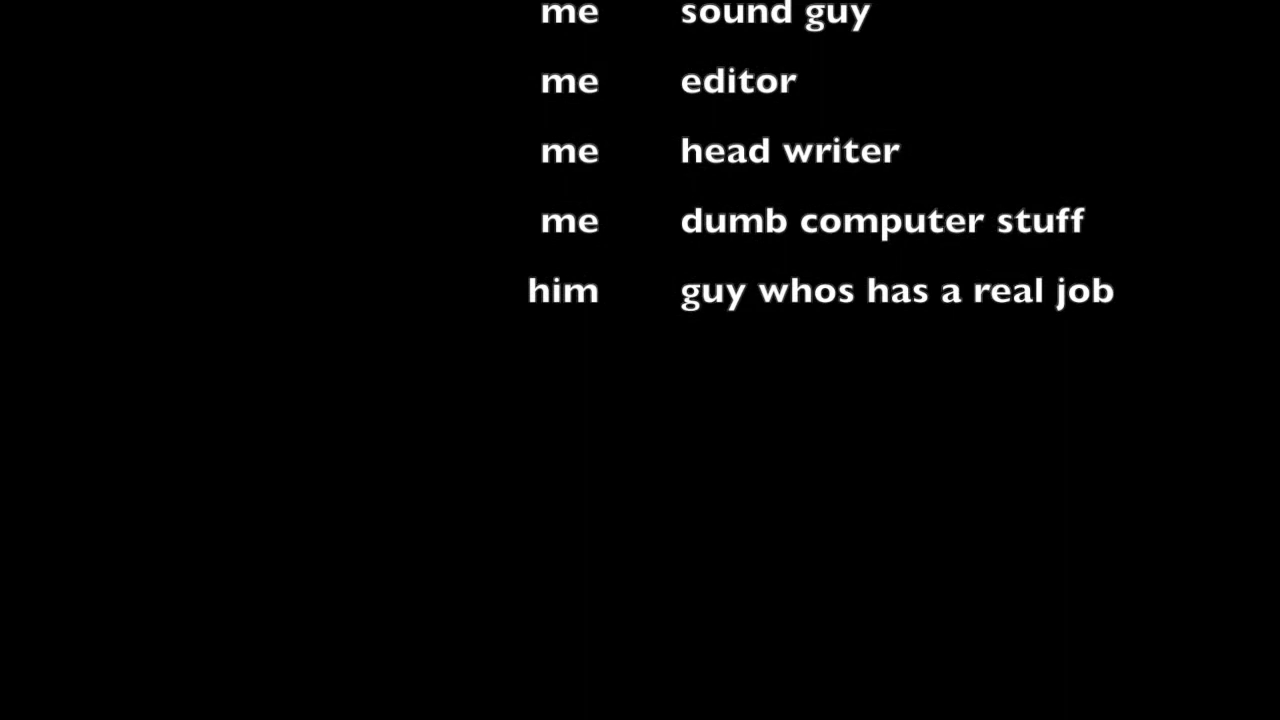 me sound guy
me editor
me head writer
me dumb computer stuff
him guy whos has a real job